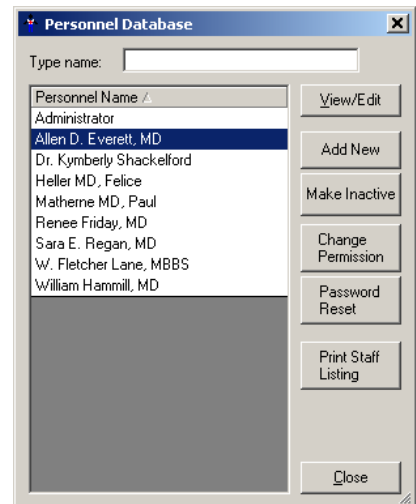 Personnel Database
Type name:
Personnel Name
Administrator
Allen D. Everett, MD
Dr. Kymberly Shackelford
Heller MD, Felice
Matherne MD, Paul
Renee Friday, MD
Sara E. Regan, MD
W. Fletcher Lane, MBBS
William Hammill, MD
View/Edit
Add New
Make Inactive
Change
Permission
Password
Reset
Print Staff
Listing
Close